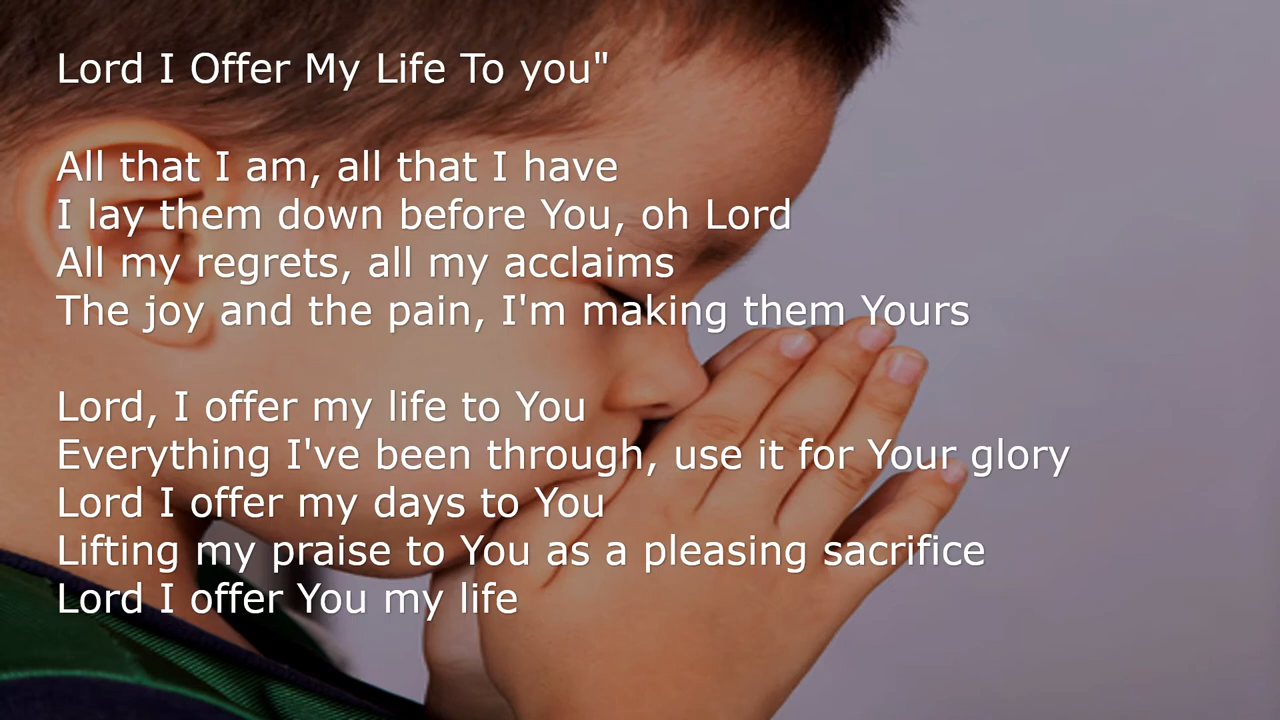 Lord I Offer My Life To you"
All that I am, all that I have
I lay them down before You, oh Lord
All my regrets, all my acclaims
The joy and the pain, I'm making them Yours
Lord, I offer my life to You
Everything I've been through, use it for Your glory
Lord I offer my days to You
Lifting my praise to You as a pleasing sacrifice
Lord I offer You my life